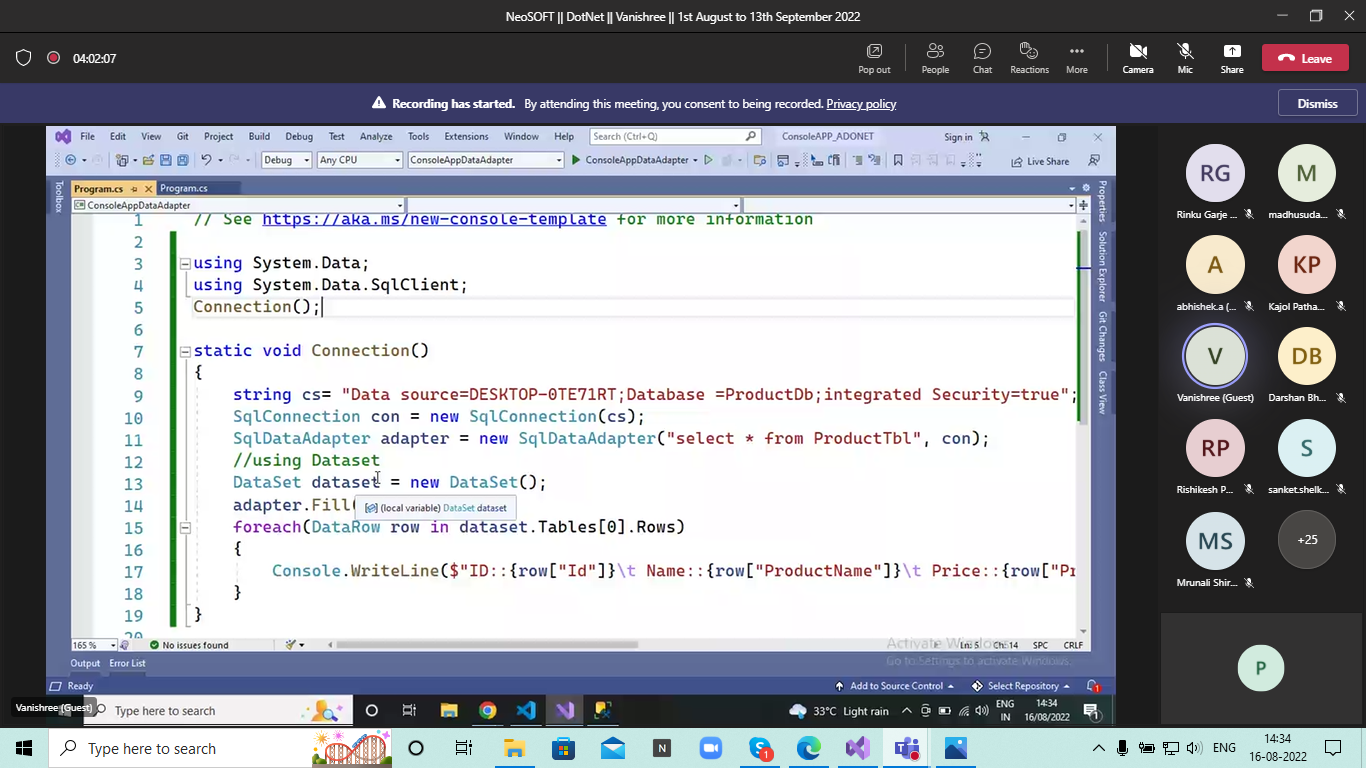 NeoSOFT || DotNet || Vanishree || 1st August to 13th September 2022
04:02:07
Pop out People Chat Reactions More Camera Mic Share Leave
Recording has started. By attending this meeting, you consent to being recorded. Privacy policy Dismiss
File Edit View Git Project Build Debug Test Analyze Tools Extensions Window Help Search (Ctrl+Q) ConsoleAPP_ADONET Sign in
Debug Any CPU ConsoleAppDataAdapter ConsoleAppDataAdapter Live Share
Toolbox
Program.cs Program.cs
ConsoleAppDataAdapter
Properties
Solution Explorer
Git Changes
Class View
1 // See https://aka.ms/new-console-template for more information
2
3 using System.Data;
4 using System.Data.SqlClient;
5 Connection();
6
7 static void Connection()
8 {
9 string cs= "Data source=DESKTOP-0TE71RT;Database =ProductDb;integrated Security=true";
10 SqlConnection con = new SqlConnection(cs);
11 SqlDataAdapter adapter = new SqlDataAdapter("select * from ProductTbl", con);
12 //using Dataset
13 DataSet dataset = new DataSet();
14 adapter.Fill(
(local variable) DataSet dataset
15 foreach(DataRow row in dataset.Tables[0].Rows)
16 {
17 Console.WriteLine($"ID::{row["Id"]}\t Name::{row["ProductName"]}\t Price::{row["Pr
18 }
19 }
20
165 % No issues found Ch:14 SPC CRLF
Activate Windows
Go to Settings to activate Windows.
Output Error List
Ready Add to Source Control Select Repository 1
Vanishree (Guest)
Type here to search 33°C Light rain ENG IN 14:34 16/08/2022 1
RG
Rinku Garje ...
M
madhusuda...
A
abhishek.a (...
KP
Kajol Patha...
V
Vanishree (Guest)
DB
Darshan Bh...
RP
Rishikesh P...
S
sanket.shelk...
MS
Mrunali Shir...
+25
P
Type here to search N 1 ENG 14:34 16-08-2022